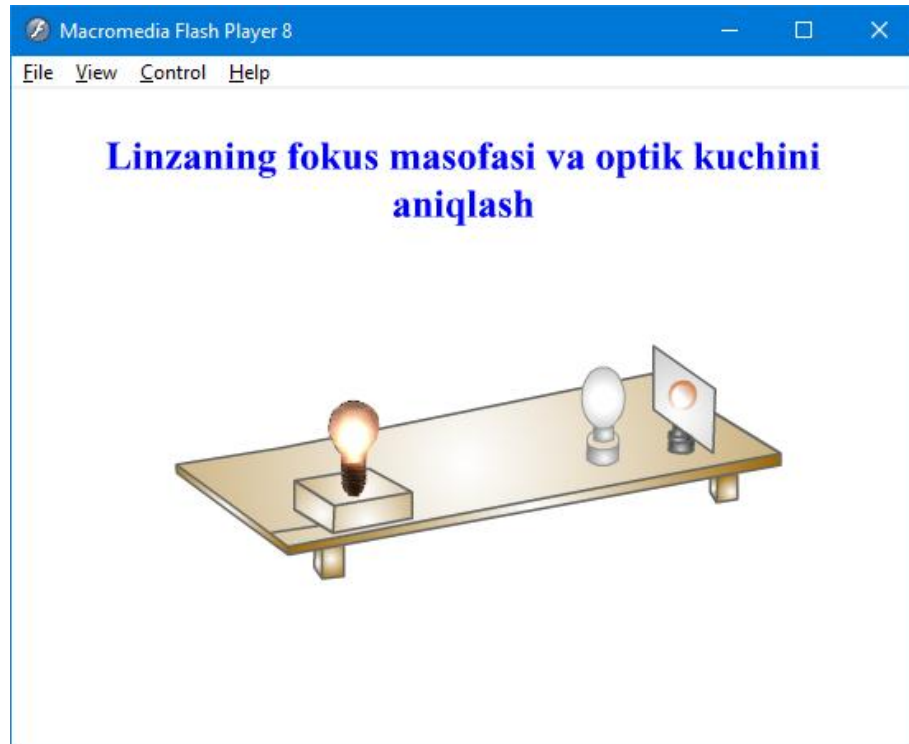 Macromedia Flash Player 8
File View Control Help
Linzaning fokus masofasi va optik kuchini
aniqlash